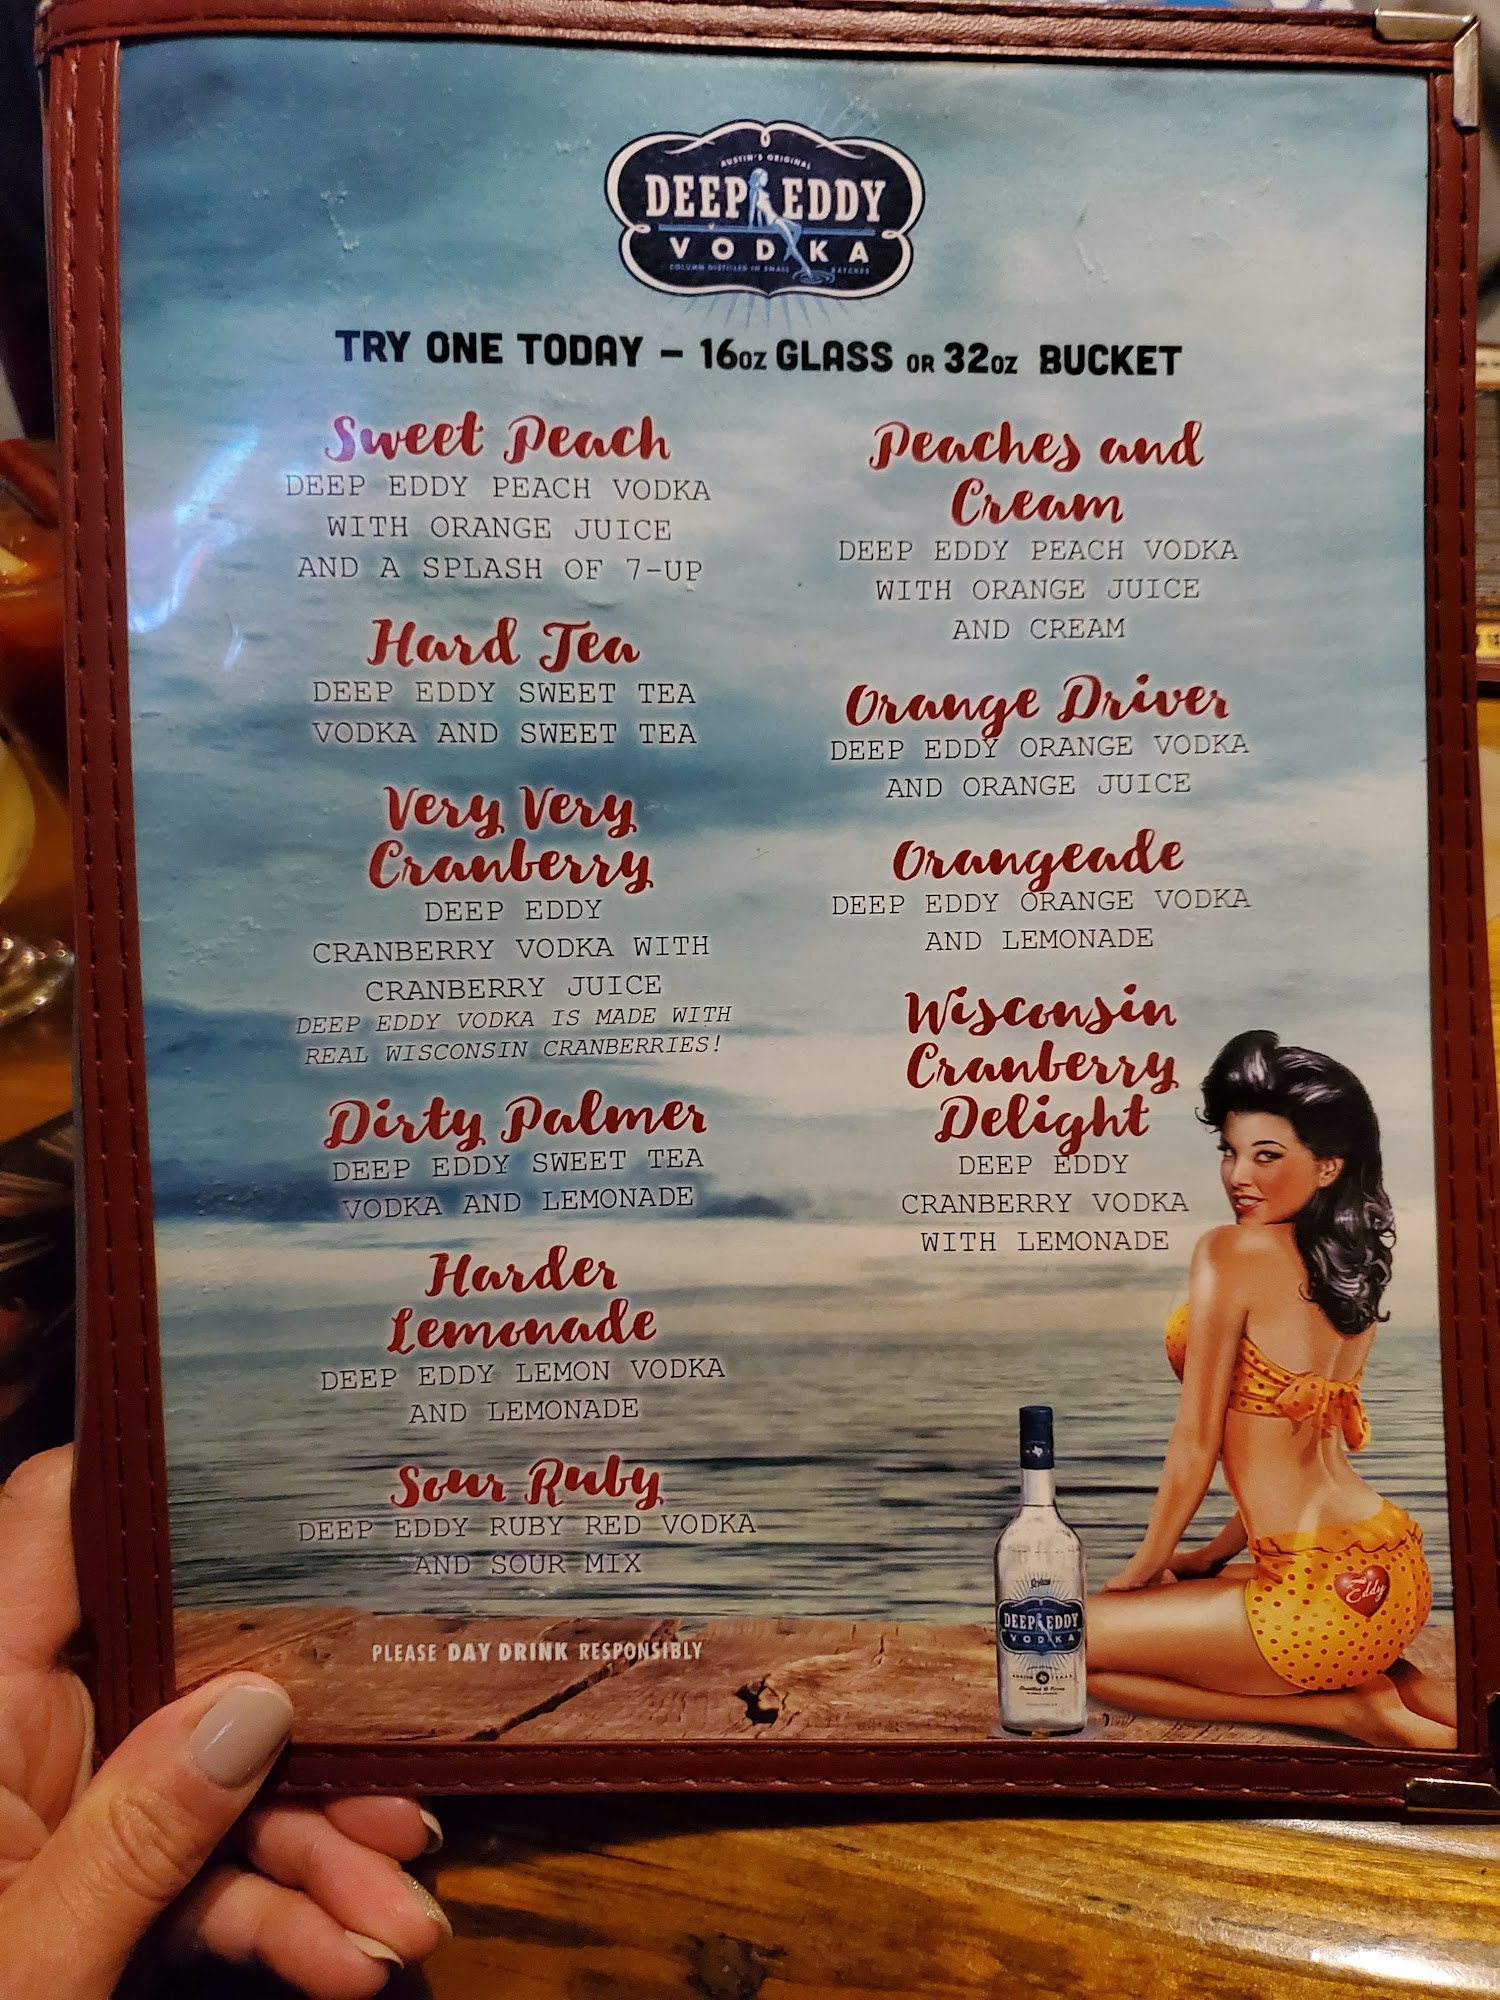 AUSTIN'S ORIGINAL
DEEP EDDY
VODKA
COLUMN DISTILLED IN SMALL BATCHES
TRY ONE TODAY – 16oz GLASS OR 32oz BUCKET
Sweet Peach
DEEP EDDY PEACH VODKA
WITH ORANGE JUICE
AND A SPLASH OF 7-UP
Hard Tea
DEEP EDDY SWEET TEA
VODKA AND SWEET TEA
Very Very
Cranberry
DEEP EDDY
CRANBERRY VODKA WITH
CRANBERRY JUICE
DEEP EDDY VODKA IS MADE WITH
REAL WISCONSIN CRANBERRIES!
Dirty Palmer
DEEP EDDY SWEET TEA
VODKA AND LEMONADE
Harder
Lemonade
DEEP EDDY LEMON VODKA
AND LEMONADE
Sour Ruby
DEEP EDDY RUBY RED VODKA
AND SOUR MIX
PLEASE DAY DRINK RESPONSIBLY
Peaches and
Cream
DEEP EDDY PEACH VODKA
WITH ORANGE JUICE
AND CREAM
Orange Driver
DEEP EDDY ORANGE VODKA
AND ORANGE JUICE
Orangeade
DEEP EDDY ORANGE VODKA
AND LEMONADE
Wisconsin
Cranberry
Delight
DEEP EDDY
CRANBERRY VODKA
WITH LEMONADE
Eddy
DEEP EDDY
VODKA
AUSTIN TEXAS